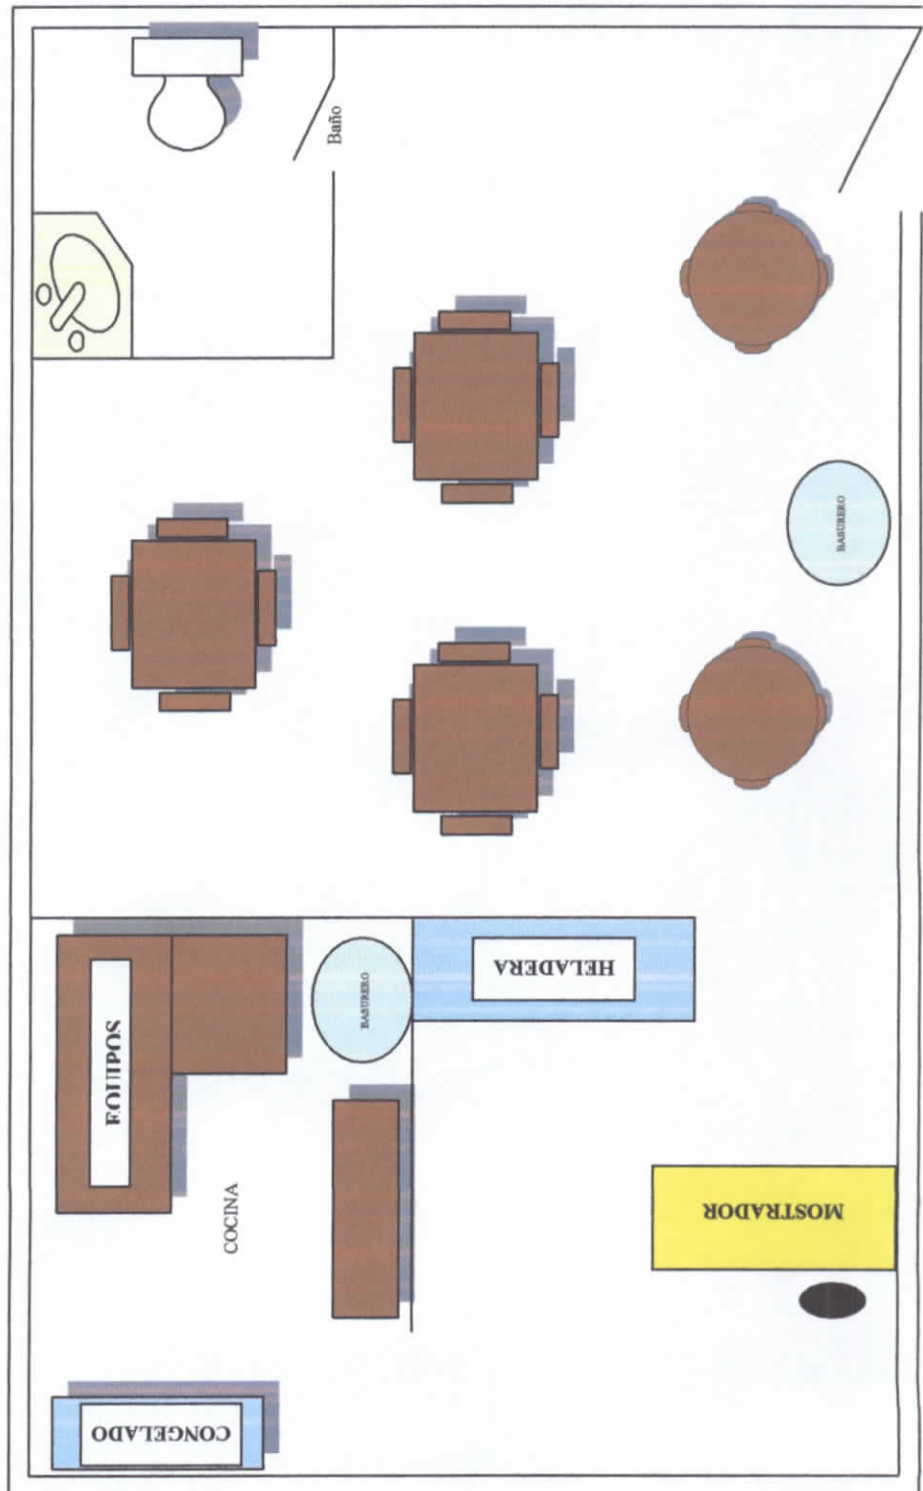 Baño
BASURERO
BASURERO
HELADERA
EQUIPOS
COCINA
MOSTRADOR
CONGELADO